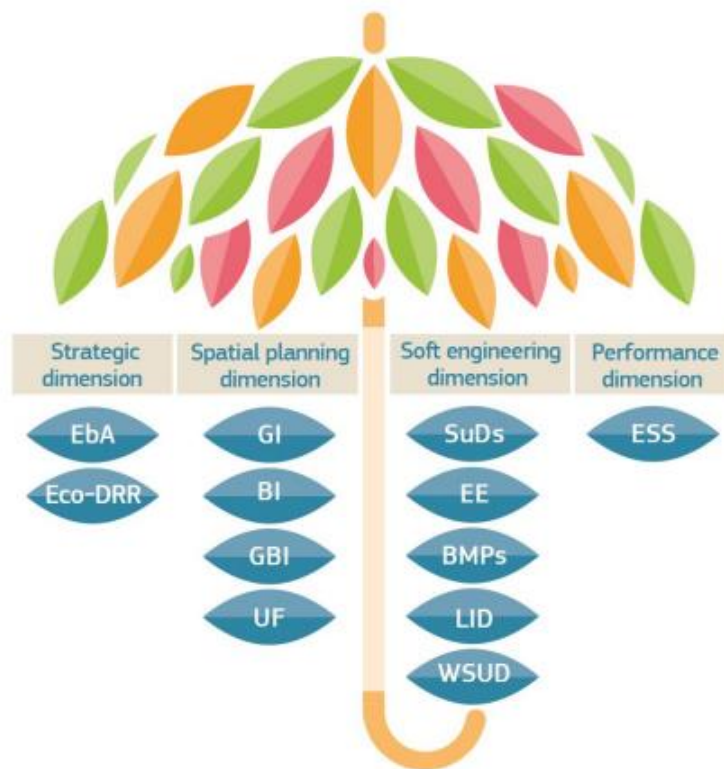 Strategic
dimension
Spatial planning
dimension
Soft engineering
dimension
Performance
dimension
EbA
GI
SuDs
ESS
Eco-DRR
BI
EE
GBI
BMPs
UF
LID
WSUD